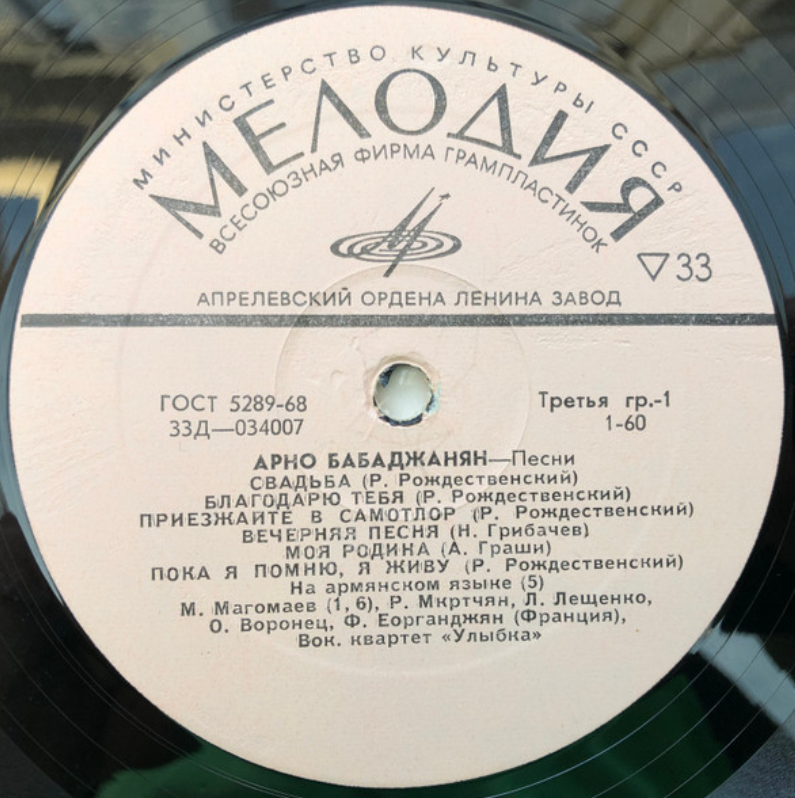 МИНИСТЕРСТВО КУЛЬТУРЫ СССР
МЕЛОДИЯ
ВСЕСОЮЗНАЯ ФИРМА ГРАМПЛАСТИНОК
▽33
АПРЕЛЕВСКИЙ ОРДЕНА ЛЕНИНА ЗАВОД
ГОСТ 5289-68
33Д—034007
Третья гр.-1
1-60
АРНО БАБАДЖАНЯН—Песни
СВАДЬБА (Р. Рождественский)
БЛАГОДАРЮ ТЕБЯ (Р. Рождественский)
ПРИЕЗЖАЙТЕ В САМОТЛОР (Р. Рождественский)
ВЕЧЕРНЯЯ ПЕСНЯ (Н. Грибачев)
МОЯ РОДИНА (А. Граши)
ПОКА Я ПОМНЮ, Я ЖИВУ (Р. Рождественский)
На армянском языке (5)
М. Магомаев (1, 6), Р. Мкртчян, Л. Лещенко,
О. Воронец, Ф. Еорганджян (Франция),
Вок. квартет «Улыбка»